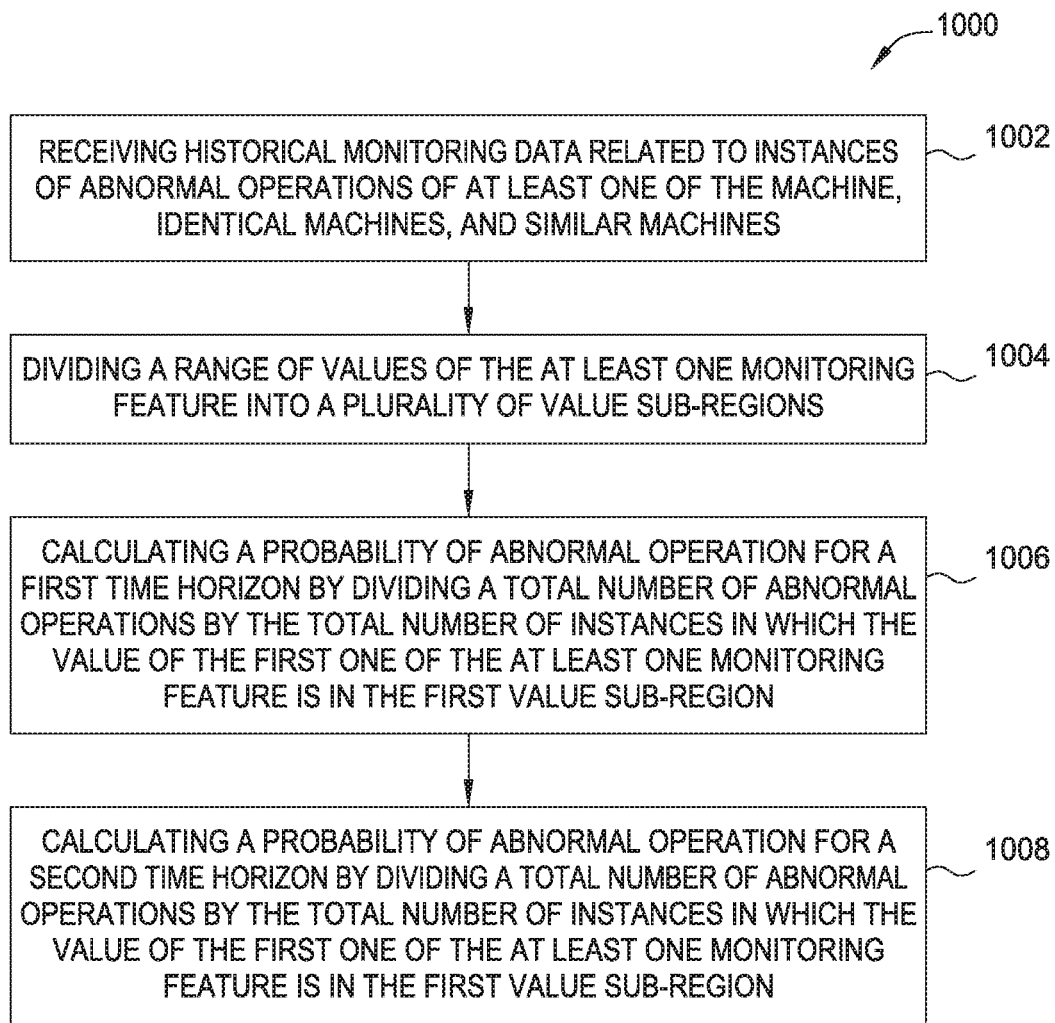 1000
RECEIVING HISTORICAL MONITORING DATA RELATED TO INSTANCES
OF ABNORMAL OPERATIONS OF AT LEAST ONE OF THE MACHINE,
IDENTICAL MACHINES, AND SIMILAR MACHINES
1002
DIVIDING A RANGE OF VALUES OF THE AT LEAST ONE MONITORING
FEATURE INTO A PLURALITY OF VALUE SUB-REGIONS
1004
CALCULATING A PROBABILITY OF ABNORMAL OPERATION FOR A
FIRST TIME HORIZON BY DIVIDING A TOTAL NUMBER OF ABNORMAL
OPERATIONS BY THE TOTAL NUMBER OF INSTANCES IN WHICH THE
VALUE OF THE FIRST ONE OF THE AT LEAST ONE MONITORING
FEATURE IS IN THE FIRST VALUE SUB-REGION
1006
CALCULATING A PROBABILITY OF ABNORMAL OPERATION FOR A
SECOND TIME HORIZON BY DIVIDING A TOTAL NUMBER OF ABNORMAL
OPERATIONS BY THE TOTAL NUMBER OF INSTANCES IN WHICH THE
VALUE OF THE FIRST ONE OF THE AT LEAST ONE MONITORING
FEATURE IS IN THE FIRST VALUE SUB-REGION
1008